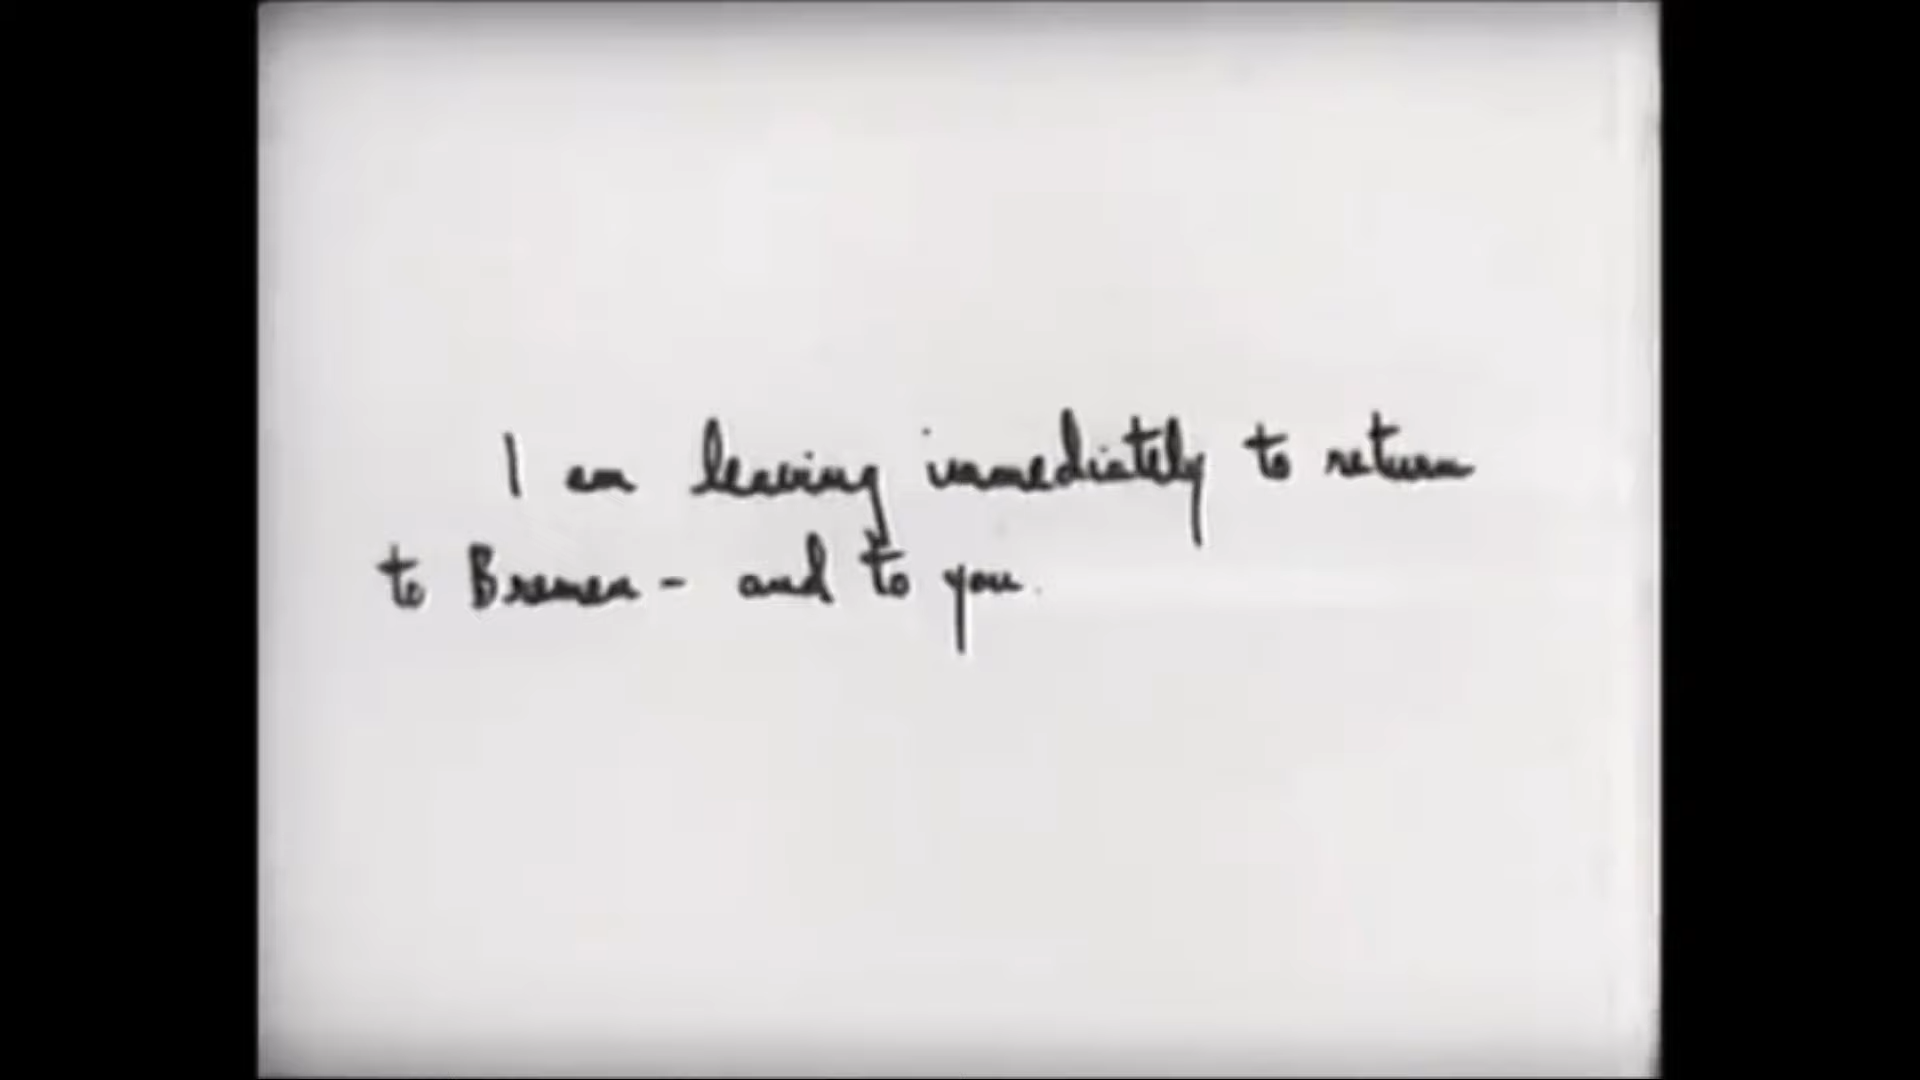 I am leaving immediately to return
to Bremen - and to you.